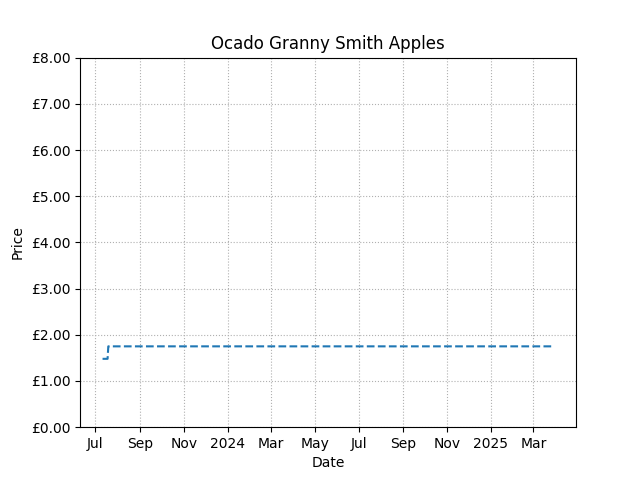 Ocado Granny Smith Apples
£8.00
£7.00
£6.00
£5.00
£4.00
£3.00
£2.00
£1.00
£0.00
Price
Jul Sep Nov 2024 Mar May Jul Sep Nov 2025 Mar
Date